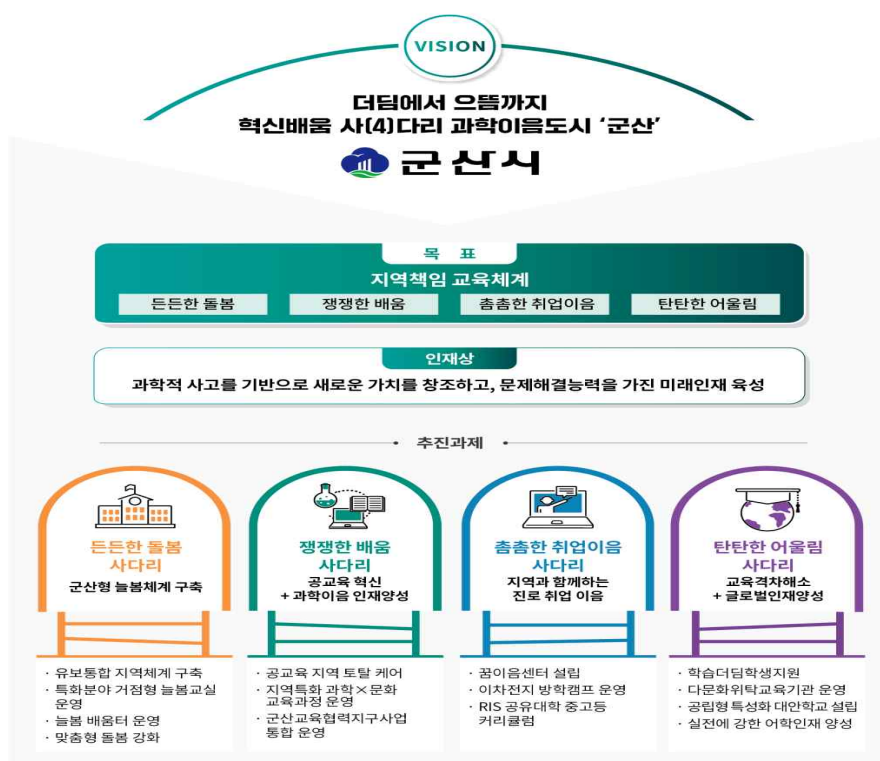 VISION
더딤에서 으뜸까지
혁신배움 사(4)다리 과학이음도시 ‘군산’
군산시
목 표
지역책임 교육체계
든든한 돌봄
쟁쟁한 배움
촘촘한 취업이음
탄탄한 어울림
인재상
과학적 사고를 기반으로 새로운 가치를 창조하고, 문제해결능력을 가진 미래인재 육성
• 추진과제 •
든든한 돌봄
사다리
군산형 늘봄체계 구축
· 유보통합 지역체계 구축
· 특화분야 거점형 늘봄교실
운영
· 늘봄 배움터 운영
· 맞춤형 돌봄 강화
쟁쟁한 배움
사다리
공교육 혁신
+ 과학이음 인재양성
· 공교육 지역 토탈 케어
· 지역특화 과학×문화
교육과정 운영
· 군산교육협력지구사업
통합 운영
촘촘한 취업이음
사다리
지역과 함께하는
진로 취업 이음
· 꿈이음센터 설립
· 이차전지 방학캠프 운영
· RIS 공유대학 중고등
커리큘럼
탄탄한 어울림
사다리
교육격차해소
+ 글로벌인재양성
· 학습더딤학생지원
· 다문화위탁교육기관 운영
· 공립형 특성화 대안학교 설립
· 실전에 강한 어학인재 양성